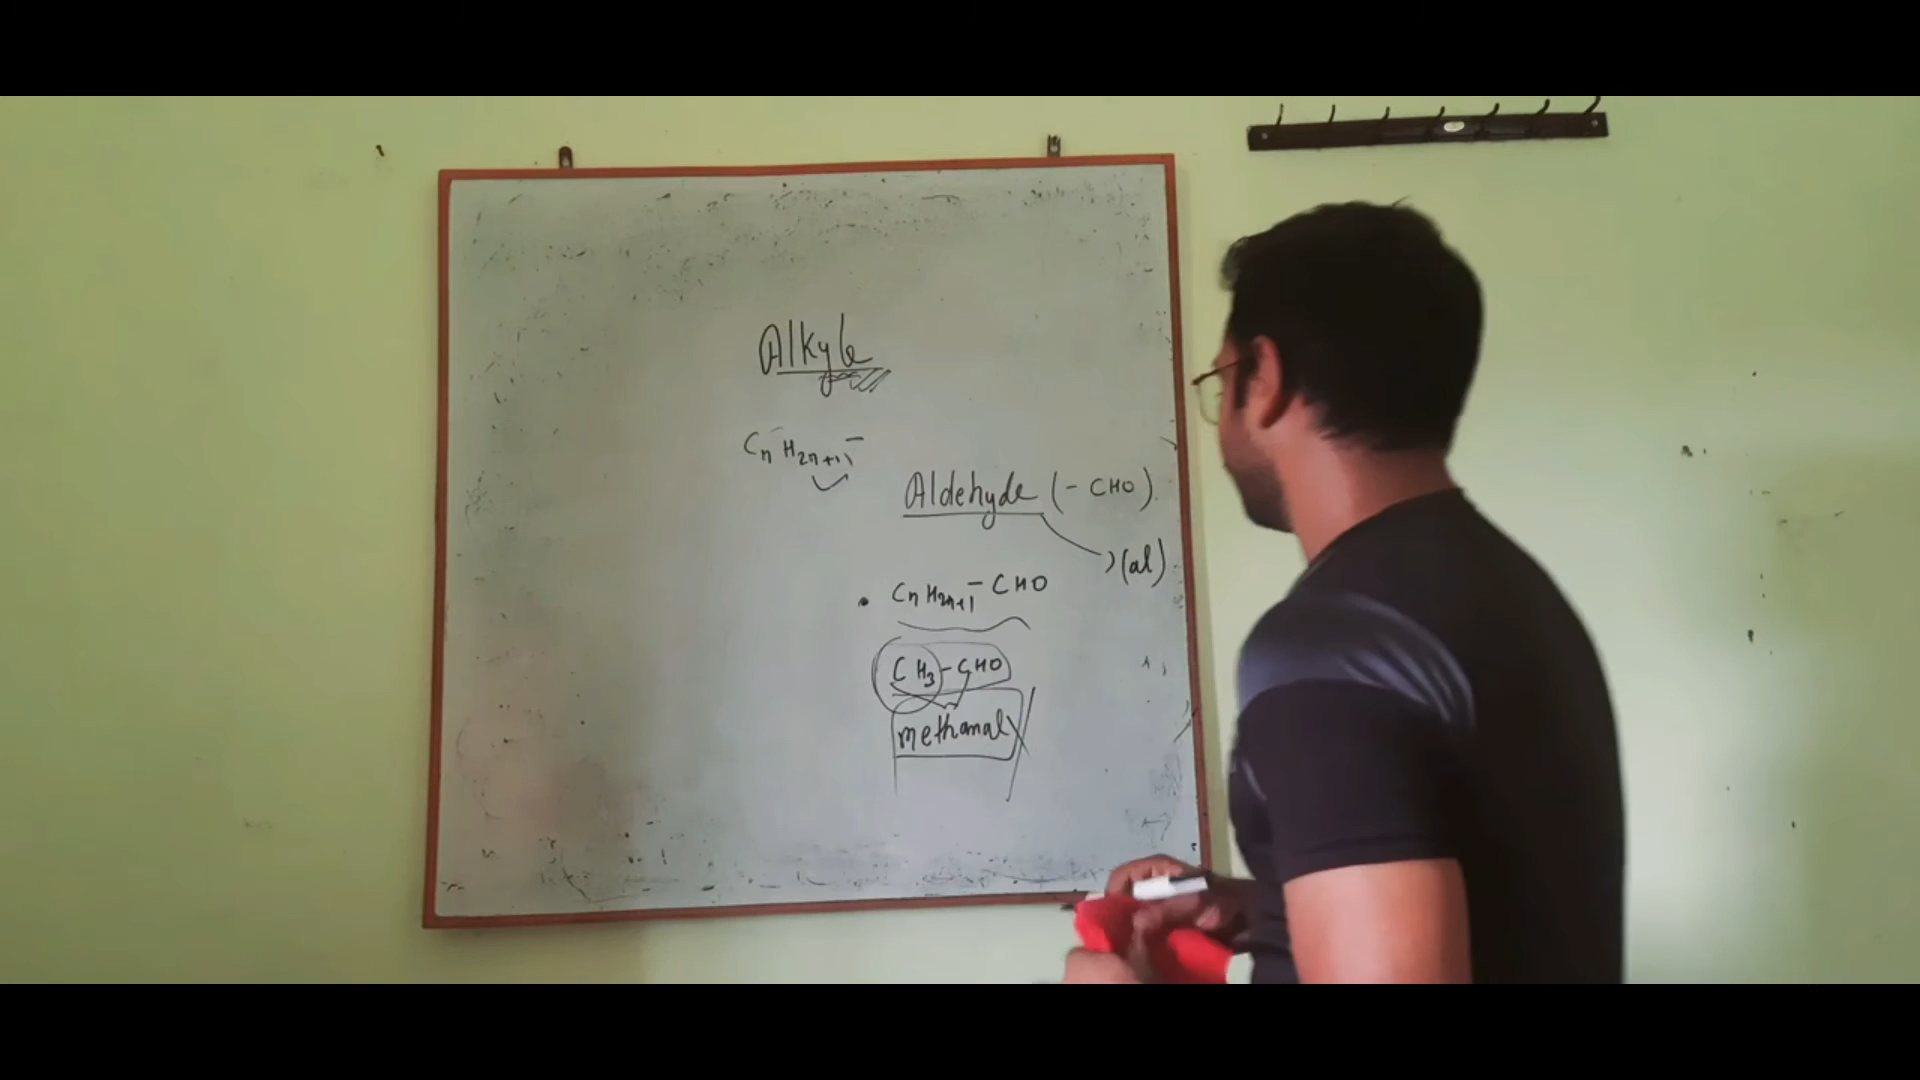 Alkyle
CnH2n+1-
Aldehyde (- CHO)
(al)
• CnH2n+1-CHO
CH3-CHO
methanal